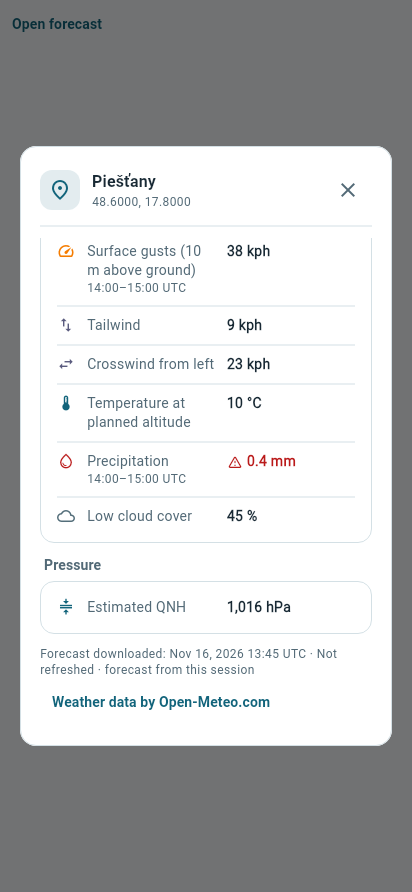 Open forecast
Piešťany
48.6000, 17.8000
Surface gusts (10
m above ground)
14:00–15:00 UTC
38 kph
Tailwind
9 kph
Crosswind from left
23 kph
Temperature at
planned altitude
10 °C
Precipitation
14:00–15:00 UTC
0.4 mm
Low cloud cover
45 %
Pressure
Estimated QNH
1,016 hPa
Forecast downloaded: Nov 16, 2026 13:45 UTC · Not
refreshed · forecast from this session
Weather data by Open-Meteo.com